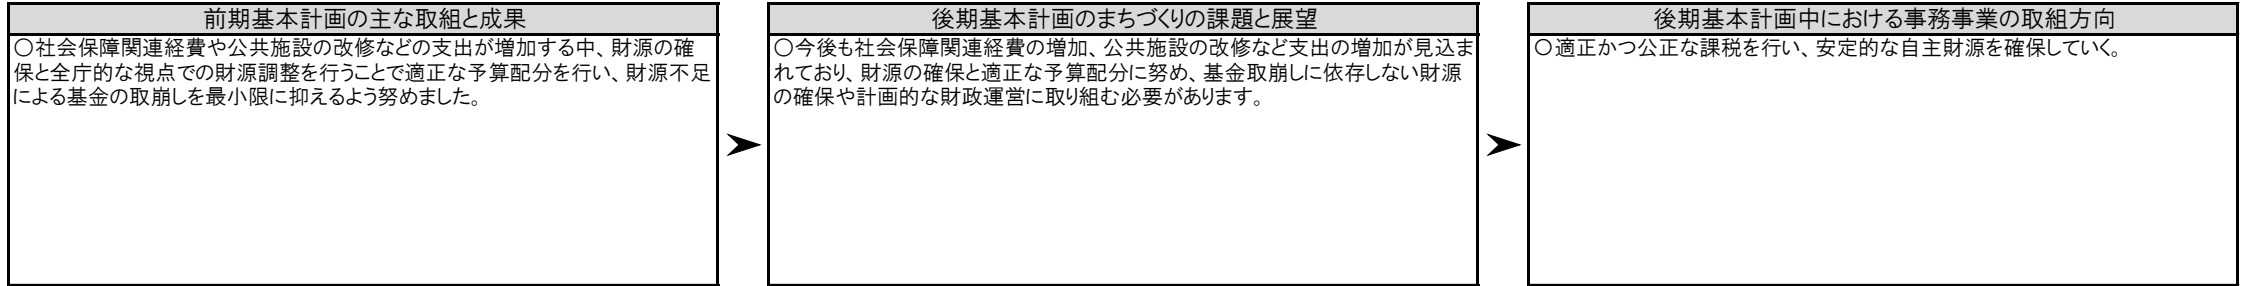 前期基本計画の主な取組と成果
○社会保障関連経費や公共施設の改修などの支出が増加する中、財源の確
保と全庁的な視点での財源調整を行うことで適正な予算配分を行い、財源不足
による基金の取崩しを最小限に抑えるよう努めました。
後期基本計画のまちづくりの課題と展望
○今後も社会保障関連経費の増加、公共施設の改修など支出の増加が見込ま
れており、財源の確保と適正な予算配分に努め、基金取崩しに依存しない財源
の確保や計画的な財政運営に取り組む必要があります。
後期基本計画中における事務事業の取組方向
○適正かつ公正な課税を行い、安定的な自主財源を確保していく。